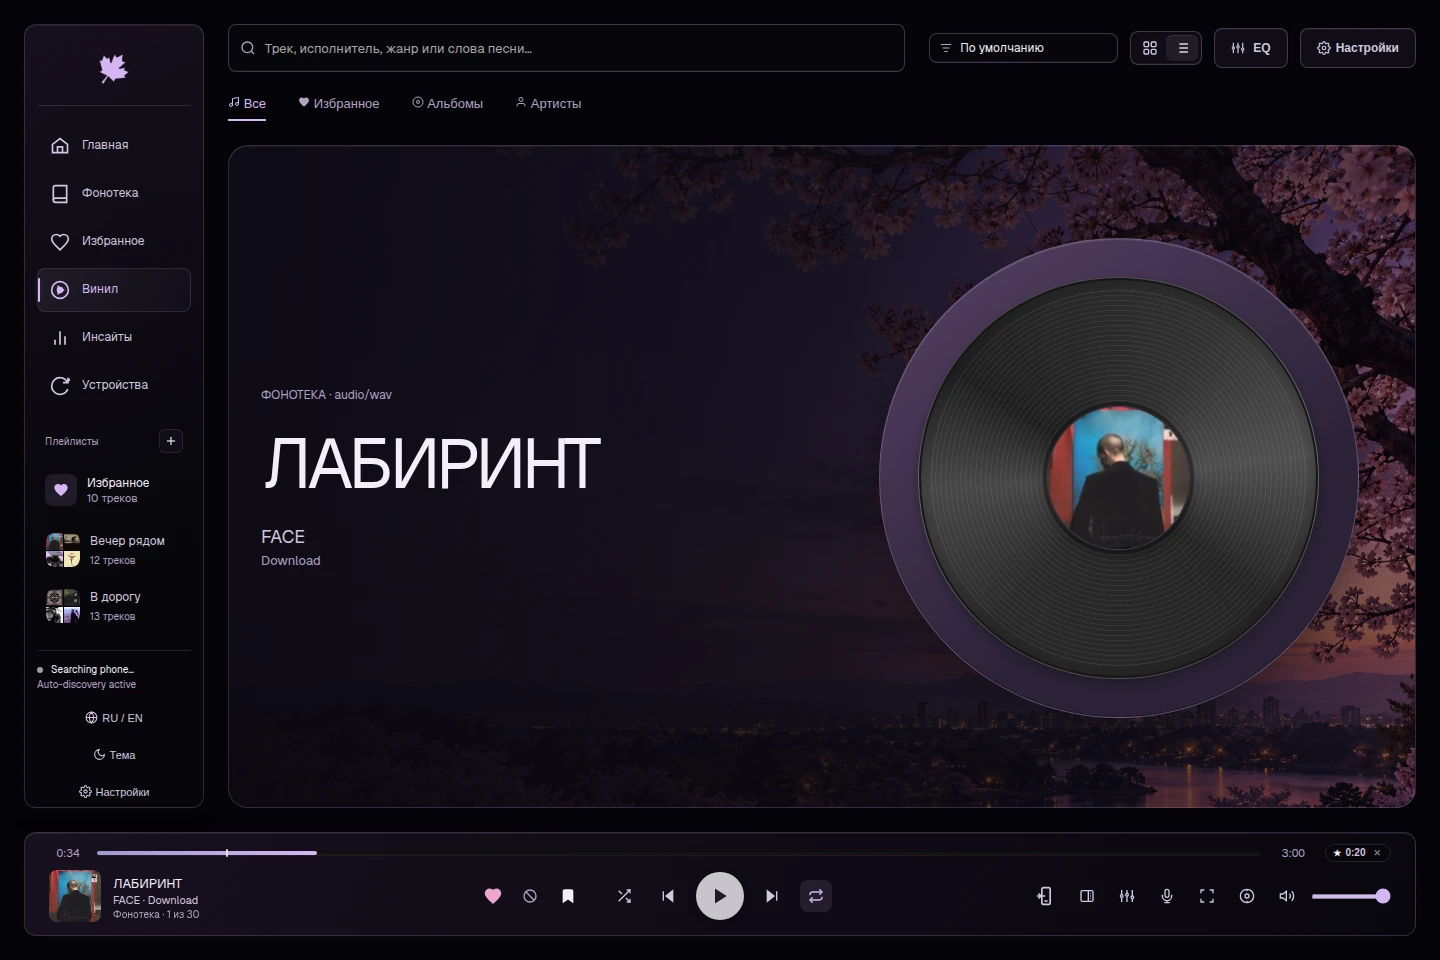 Трек, исполнитель, жанр или слова песни...
По умолчанию
EQ
Настройки
Все
Избранное
Альбомы
Артисты
Главная
Фонотека
Избранное
Винил
Инсайты
Устройства
Плейлисты
Избранное
10 треков
Вечер рядом
12 треков
В дорогу
13 треков
Searching phone...
Auto-discovery active
RU / EN
Тема
Настройки
ФОНОТЕКА · audio/wav
ЛАБИРИНТ
FACE
Download
0:34
3:00
★ 0:20 ×
ЛАБИРИНТ
FACE · Download
Фонотека · 1 из 30